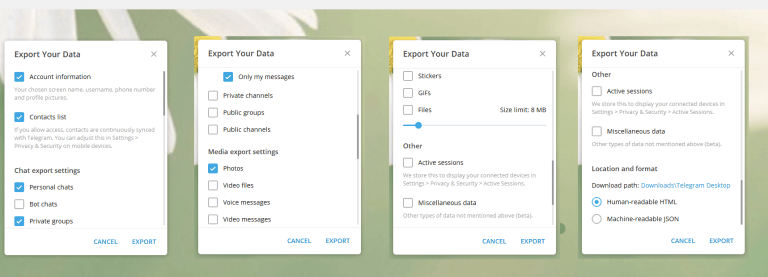 Export Your Data
Account information
Your chosen screen name, username, phone number
and profile pictures.
Contacts list
If you allow access, contacts are continuously synced
with Telegram. You can adjust this in Settings >
Privacy & Security on mobile devices.
Chat export settings
Personal chats
Bot chats
Private groups
CANCEL EXPORT
Export Your Data
Only my messages
Private channels
Public groups
Public channels
Media export settings
Photos
Video files
Voice messages
Video messages
CANCEL EXPORT
Export Your Data
Stickers
GIFs
Files Size limit: 8 MB
Other
Active sessions
We store this to display your connected devices in
Settings > Privacy & Security > Active Sessions.
Miscellaneous data
Other types of data not mentioned above (beta).
CANCEL EXPORT
Export Your Data
Other
Active sessions
We store this to display your connected devices in
Settings > Privacy & Security > Active Sessions.
Miscellaneous data
Other types of data not mentioned above (beta).
Location and format
Download path: Downloads\Telegram Desktop
Human-readable HTML
Machine-readable JSON
CANCEL EXPORT